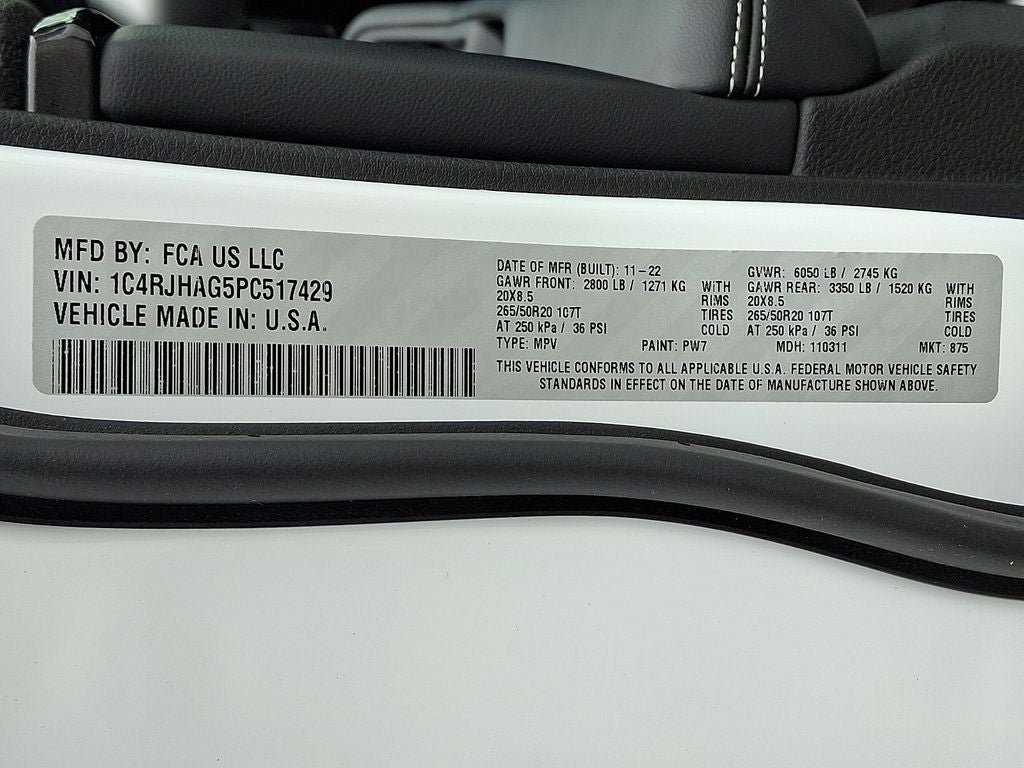 MFD BY: FCA US LLC
VIN: 1C4RJHAG5PC517429
VEHICLE MADE IN: U.S.A.
DATE OF MFR (BUILT): 11-22
GAWR FRONT: 2800 LB / 1271 KG WITH
20X8.5 RIMS
265/50R20 107T TIRES
AT 250 kPa / 36 PSI COLD
TYPE: MPV PAINT: PW7
GVWR: 6050 LB / 2745 KG
GAWR REAR: 3350 LB / 1520 KG WITH
20X8.5 RIMS
265/50R20 107T TIRES
AT 250 kPa / 36 PSI COLD
MDH: 110311 MKT: 875
THIS VEHICLE CONFORMS TO ALL APPLICABLE U.S.A. FEDERAL MOTOR VEHICLE SAFETY
STANDARDS IN EFFECT ON THE DATE OF MANUFACTURE SHOWN ABOVE.